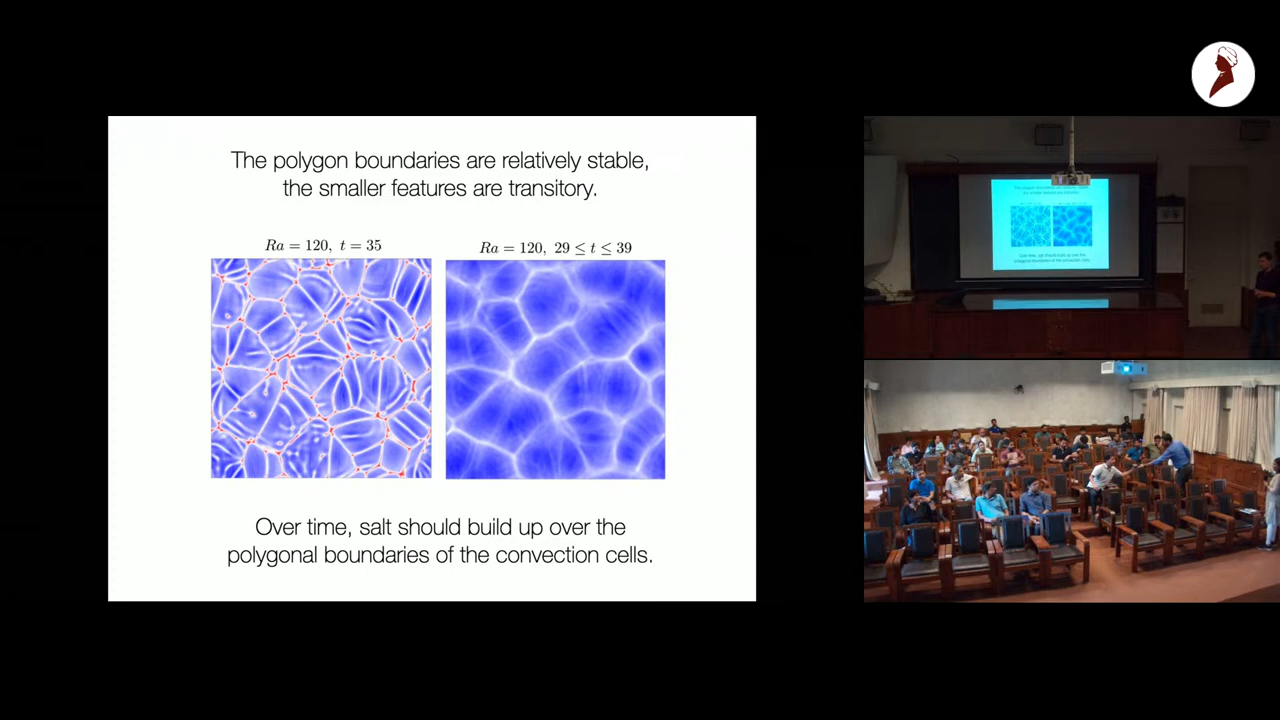 The polygon boundaries are relatively stable,
the smaller features are transitory.
Ra = 120, t = 35
Ra = 120, 29 ≤ t ≤ 39
Over time, salt should build up over the
polygonal boundaries of the convection cells.